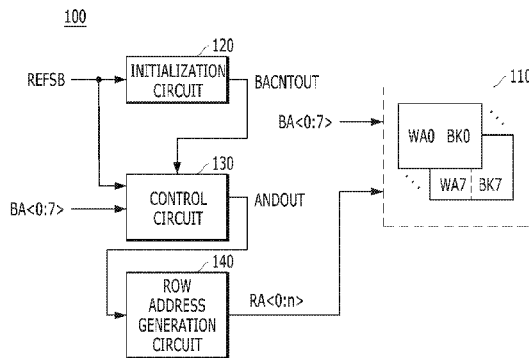 100
120
REFSB
INITIALIZATION
CIRCUIT
BACNTOUT
110
BA<0:7>
WA0 BK0
WA7 BK7
130
BA<0:7>
CONTROL
CIRCUIT
ANDOUT
140
ROW
ADDRESS
GENERATION
CIRCUIT
RA<0:n>